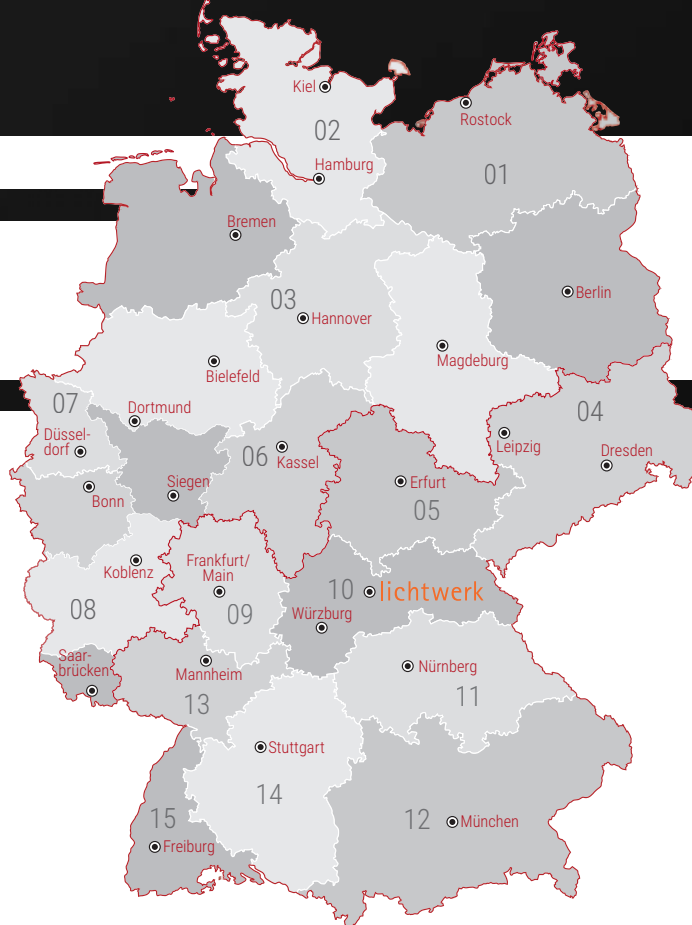 Kiel
02
Rostock
Hamburg
01
Bremen
Berlin
03
Hannover
Magdeburg
Bielefeld
07
Dortmund
04
Düssel-
dorf
Leipzig
Dresden
06
Kassel
Siegen
Erfurt
Bonn
05
Koblenz
Frankfurt/
Main
10
lichtwerk
08
09
Würzburg
Saar-
brücken
Mannheim
Nürnberg
13
11
Stuttgart
14
15
12
München
Freiburg